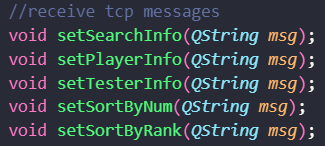 //receive tcp messages
void setSearchInfo(QString msg);
void setPlayerInfo(QString msg);
void setTesterInfo(QString msg);
void setSortByNum(QString msg);
void setSortByRank(QString msg);